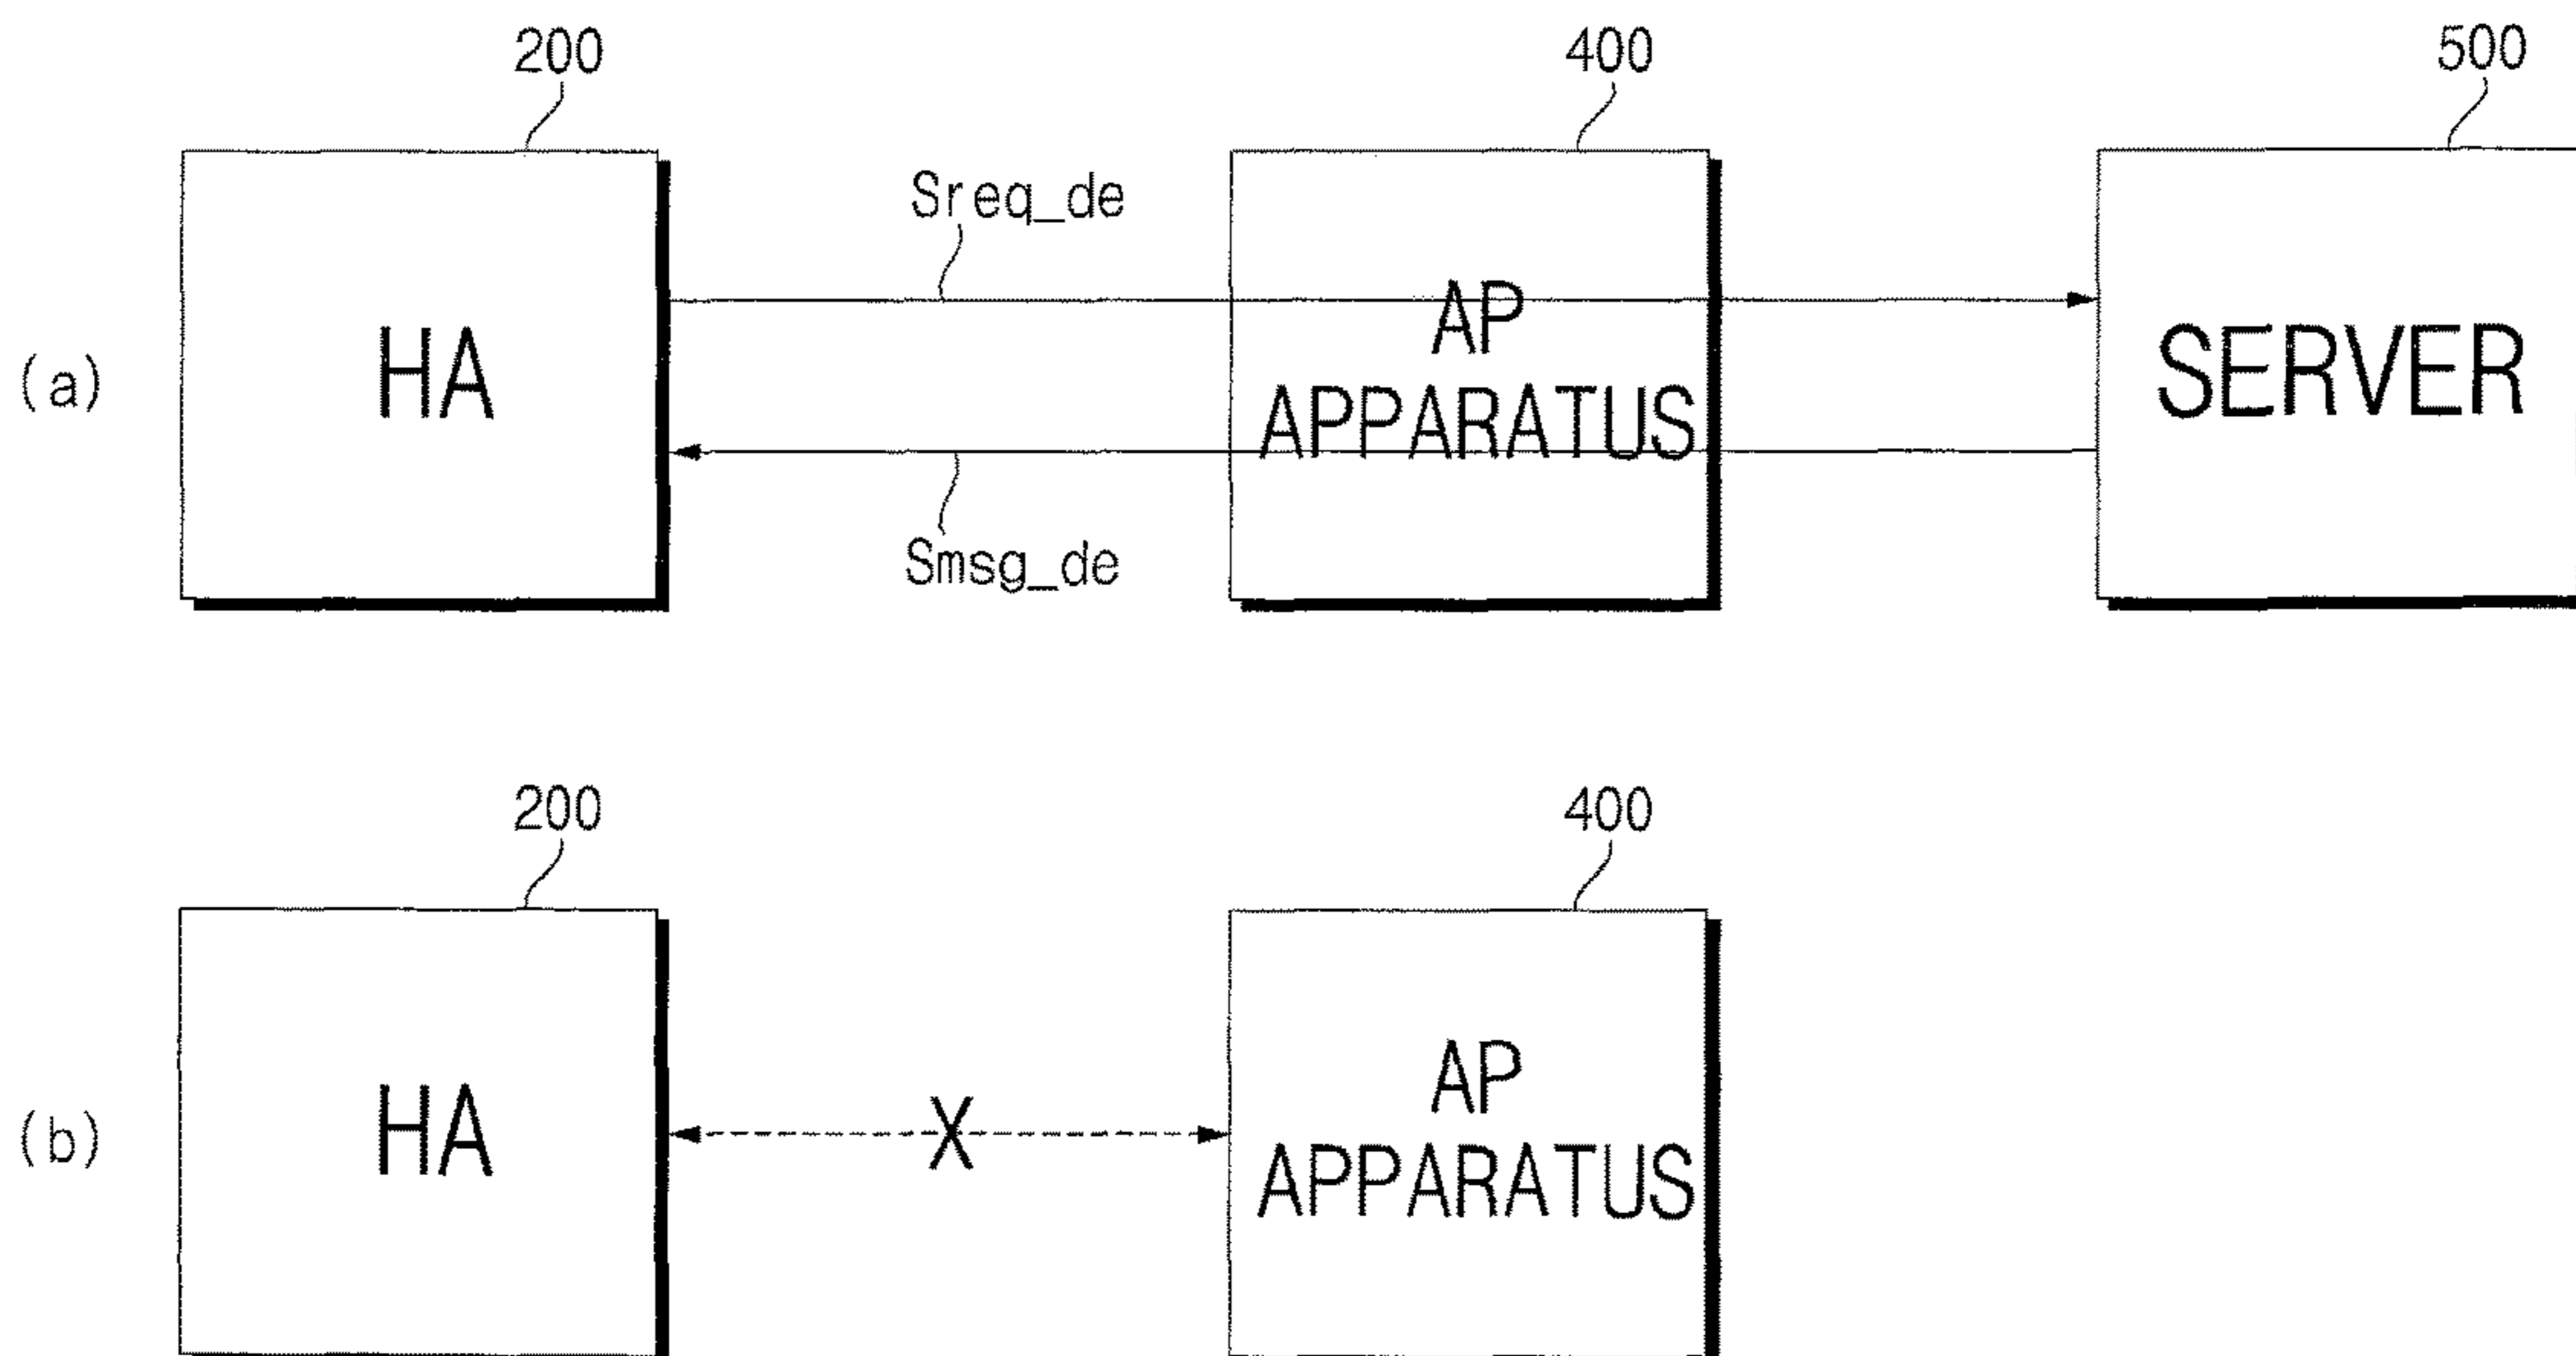 200
400
500
Sreq_de
(a)
HA
AP
APPARATUS
SERVER
Smsg_de
200
400
(b)
HA
X
AP
APPARATUS